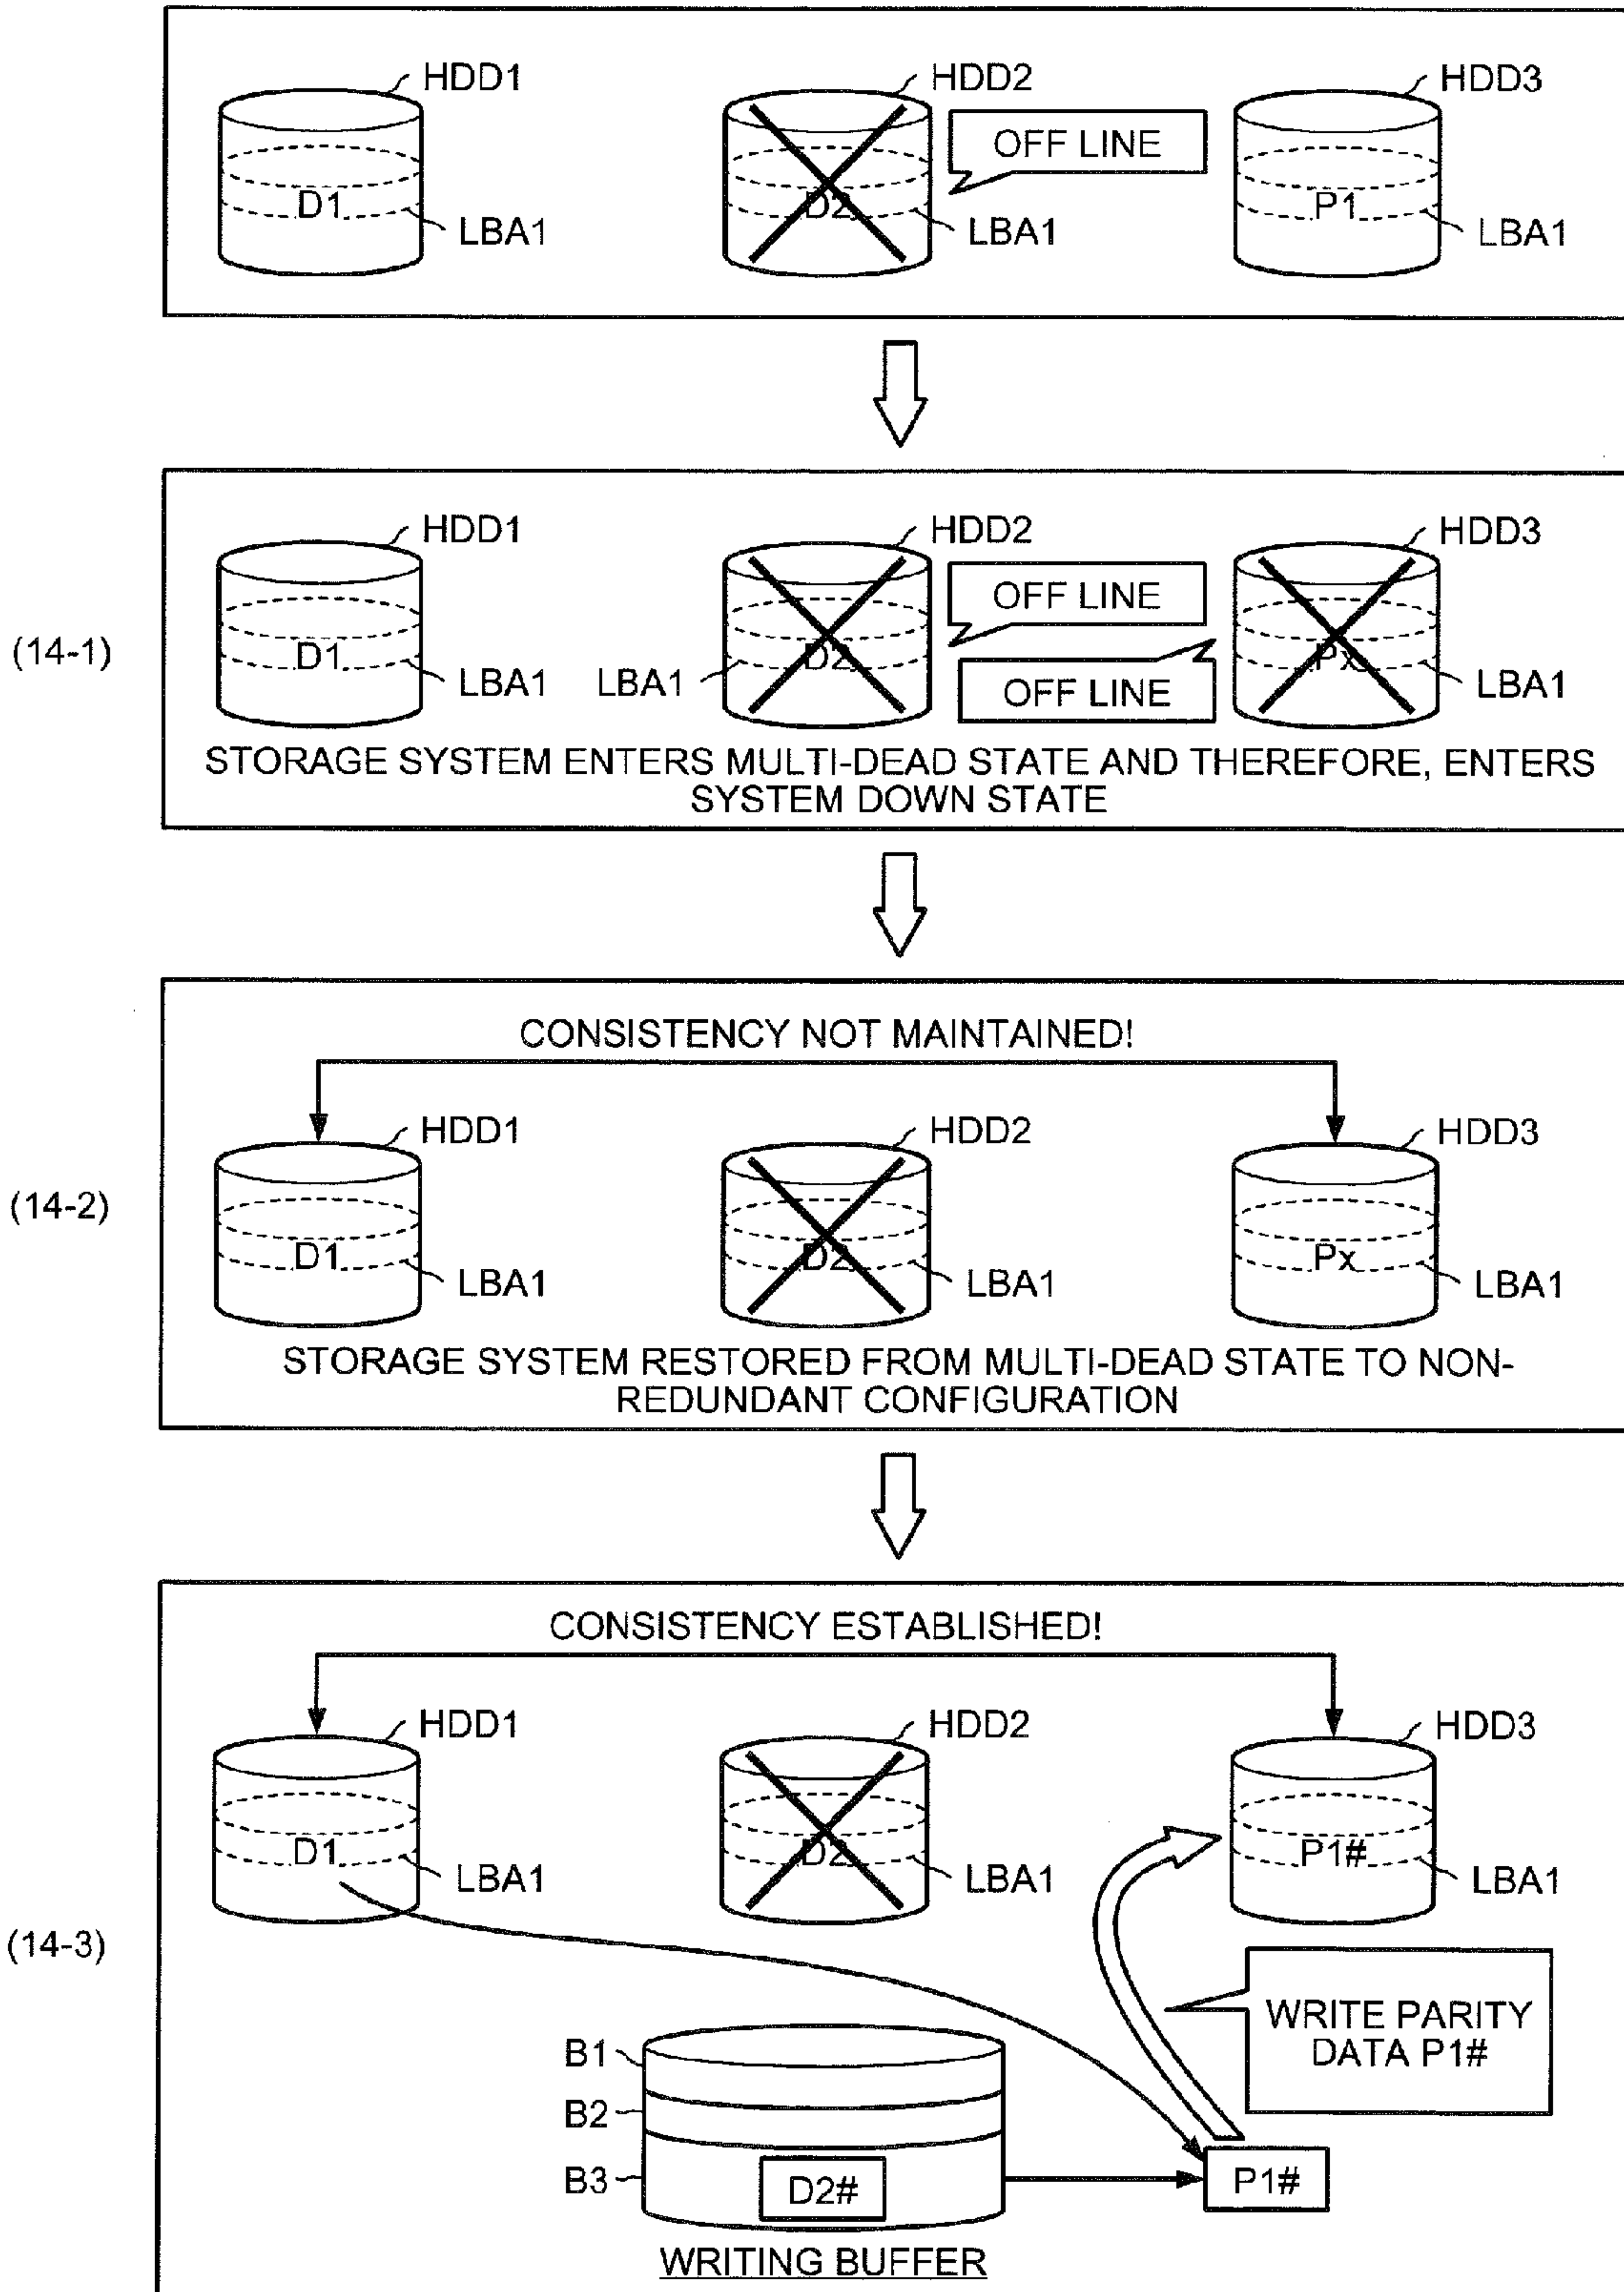 HDD1
HDD2
HDD3
OFF LINE
D1
D2
P1
LBA1
LBA1
LBA1
(14-1)
HDD1
HDD2
HDD3
OFF LINE
D1
D2
Px
LBA1
LBA1
OFF LINE
LBA1
STORAGE SYSTEM ENTERS MULTI-DEAD STATE AND THEREFORE, ENTERS
SYSTEM DOWN STATE
(14-2)
CONSISTENCY NOT MAINTAINED!
HDD1
HDD2
HDD3
D1
D2
Px
LBA1
LBA1
LBA1
STORAGE SYSTEM RESTORED FROM MULTI-DEAD STATE TO NON-
REDUNDANT CONFIGURATION
(14-3)
CONSISTENCY ESTABLISHED!
HDD1
HDD2
HDD3
D1
D2
P1#
LBA1
LBA1
LBA1
WRITE PARITY
DATA P1#
B1
B2
B3
D2#
P1#
WRITING BUFFER